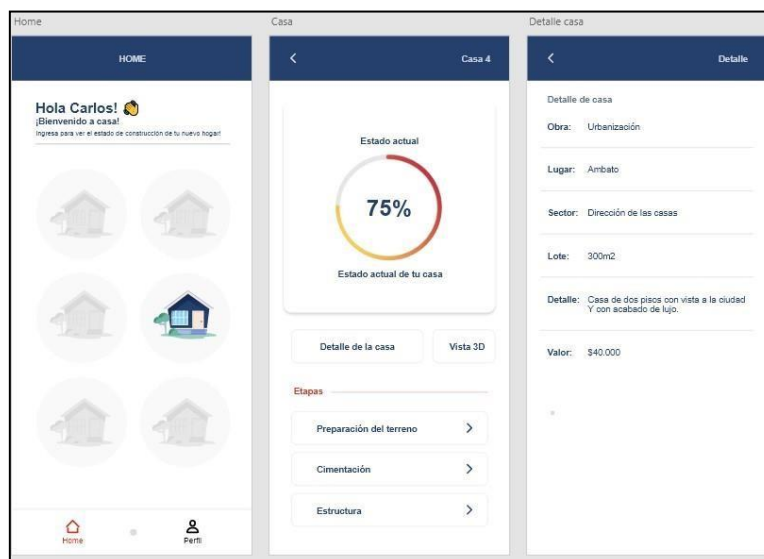 Home
HOME
Hola Carlos!
¡Bienvenido a casa!
Ingresa para ver el estado de construcción de tu nuevo hogar!
Home
Perfil
Casa
Casa 4
Estado actual
75%
Estado actual de tu casa
Detalle de la casa
Vista 3D
Etapas
Preparación del terreno
Cimentación
Estructura
Detalle casa
Detalle
Detalle de casa
Obra: Urbanización
Lugar: Ambato
Sector: Dirección de las casas
Lote: 300m2
Detalle: Casa de dos pisos con vista a la ciudad
Y con acabado de lujo.
Valor: $40.000